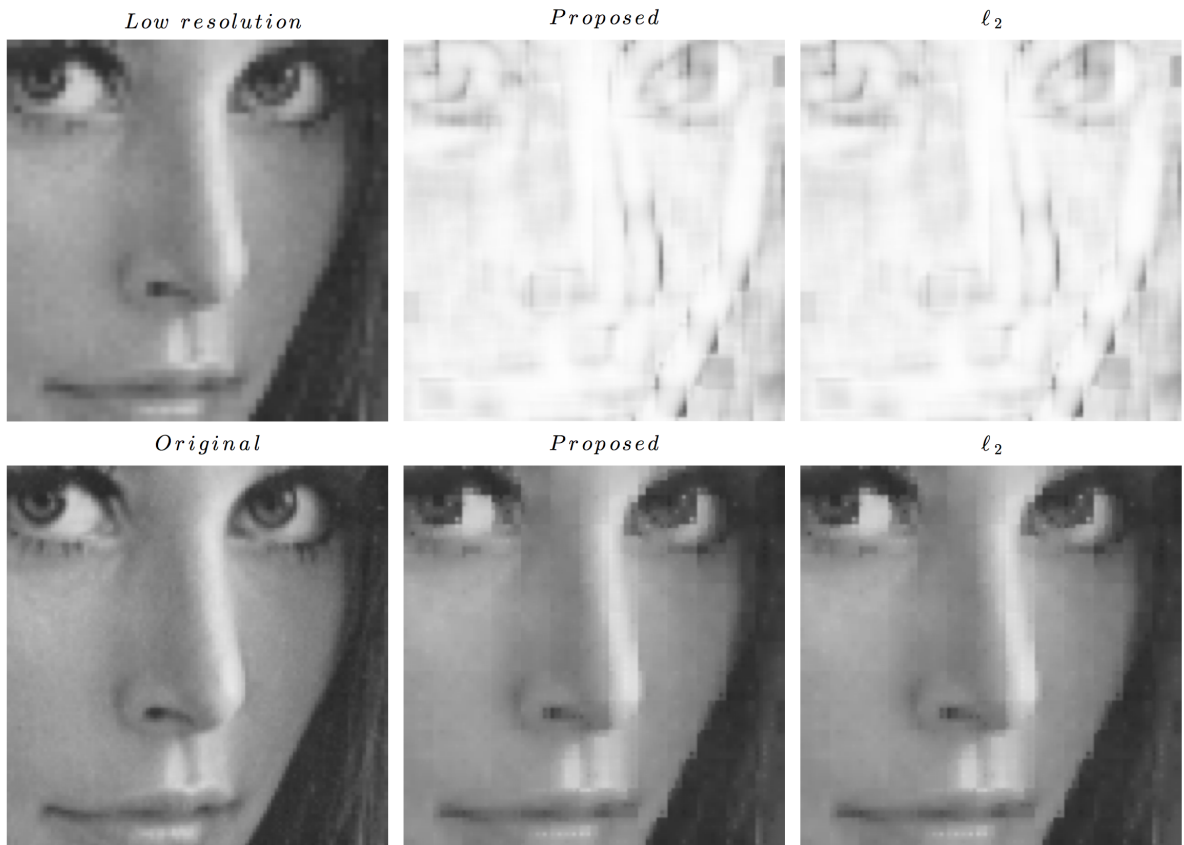 Low resolution
Proposed
ℓ₂
Original
Proposed
ℓ₂